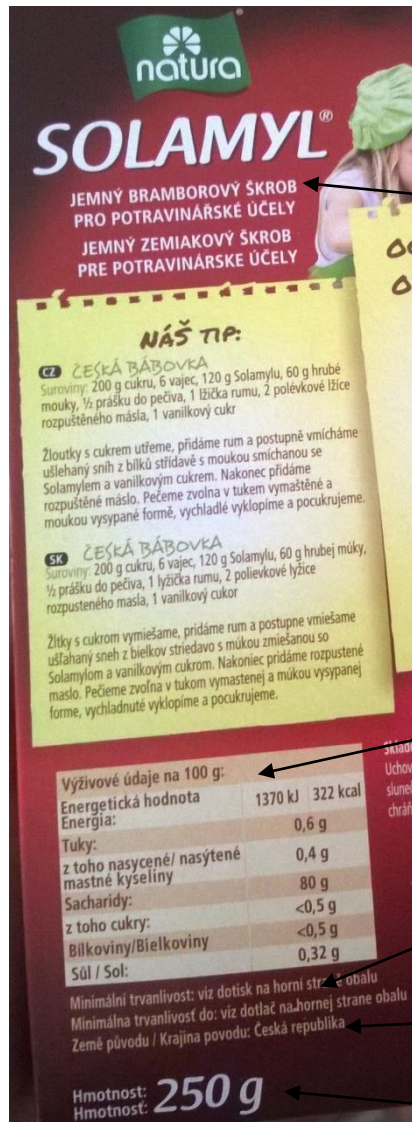 natura
SOLAMYL®
JEMNÝ BRAMBOROVÝ ŠKROB
PRO POTRAVINÁŘSKÉ ÚČELY
JEMNÝ ZEMIAKOVÝ ŠKROB
PRE POTRAVINÁRSKE ÚČELY
NÁŠ TIP:
CZ ČESKÁ BÁBOVKA
Suroviny: 200 g cukru, 6 vajec, 120 g Solamylu, 60 g hrubé
mouky, ½ prášku do pečiva, 1 lžička rumu, 2 polévkové lžíce
rozpuštěného másla, 1 vanilkový cukr
Žloutky s cukrem utřeme, přidáme rum a postupně vmícháme
ušlehaný sníh z bílků střídavě s moukou smíchanou se
Solamylem a vanilkovým cukrem. Nakonec přidáme
rozpuštěné máslo. Pečeme zvolna v tukem vymaštěné a
moukou vysypané formě, vychladlé vyklopíme a pocukrujeme.
SK ČESKÁ BÁBOVKA
Suroviny: 200 g cukru, 6 vajec, 120 g Solamylu, 60 g hrubej múky,
½ prášku do pečiva, 1 lyžička rumu, 2 polievkové lyžice
rozpusteného masla, 1 vanilkový cukor
Žĺtky s cukrom vymiešame, pridáme rum a postupne vmiešame
ušľahaný sneh z bielkov striedavo s múkou zmiešanou so
Solamylom a vanilkovým cukrom. Nakoniec pridáme rozpustené
maslo. Pečieme zvoľna v tukom vymastenej a múkou vysypanej
forme, vychladnuté vyklopíme a pocukrujeme.
Výživové údaje na 100 g:
Energetická hodnota
Energia: 1370 kJ 322 kcal
Tuky: 0,6 g
z toho nasycené/ nasýtené
mastné kyseliny 0,4 g
Sacharidy: 80 g
z toho cukry: <0,5 g
Bílkoviny/Bielkoviny <0,5 g
Sůl / Sol: 0,32 g
Minimální trvanlivost: viz dotisk na horní straně obalu
Minimálna trvanlivosť do: viz dotlač na hornej strane obalu
Země původu / Krajina povodu: Česká republika
Hmotnost:
Hmotnosť: 250 g